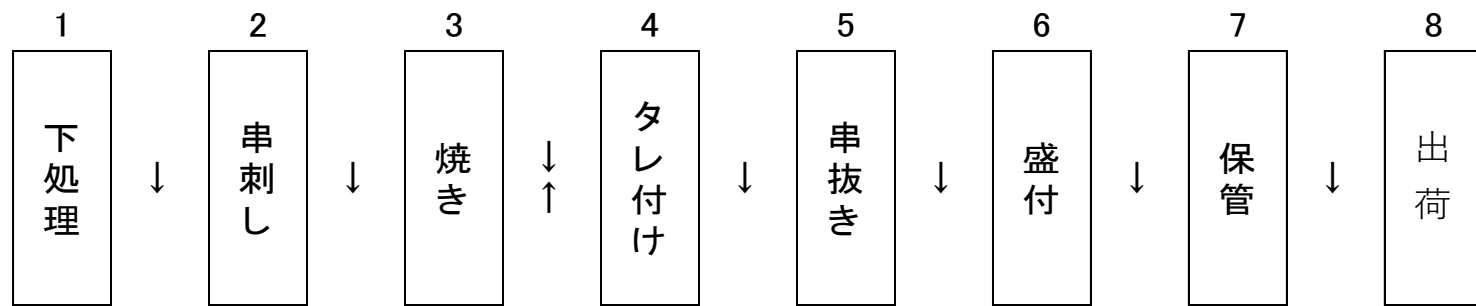 1 2 3 4 5 6 7 8
下処理 ↓ 串刺し ↓ 焼き ↓↑ タレ付け ↓ 串抜き ↓ 盛付 ↓ 保管 ↓ 出荷